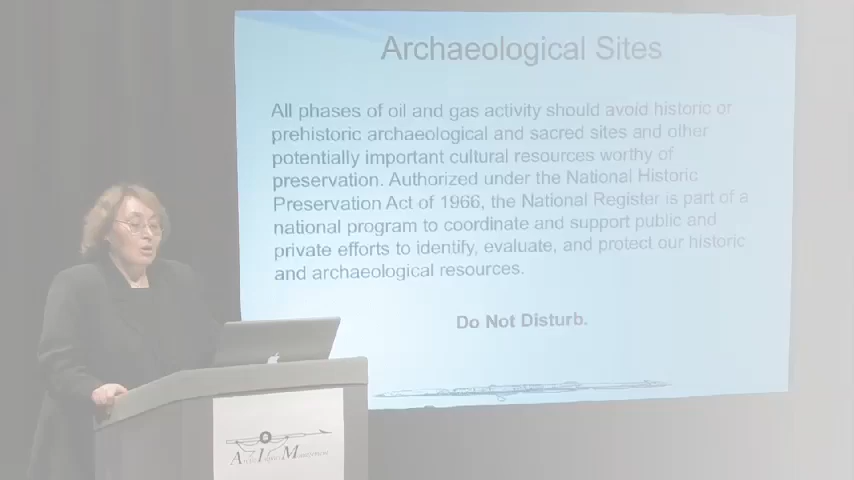 Archaeological Sites
All phases of oil and gas activity should avoid historic or
prehistoric archaeological and sacred sites and other
potentially important cultural resources worthy of
preservation. Authorized under the National Historic
Preservation Act of 1966, the National Register is part of a
national program to coordinate and support public and
private efforts to identify, evaluate, and protect our historic
and archaeological resources.
Do Not Disturb.